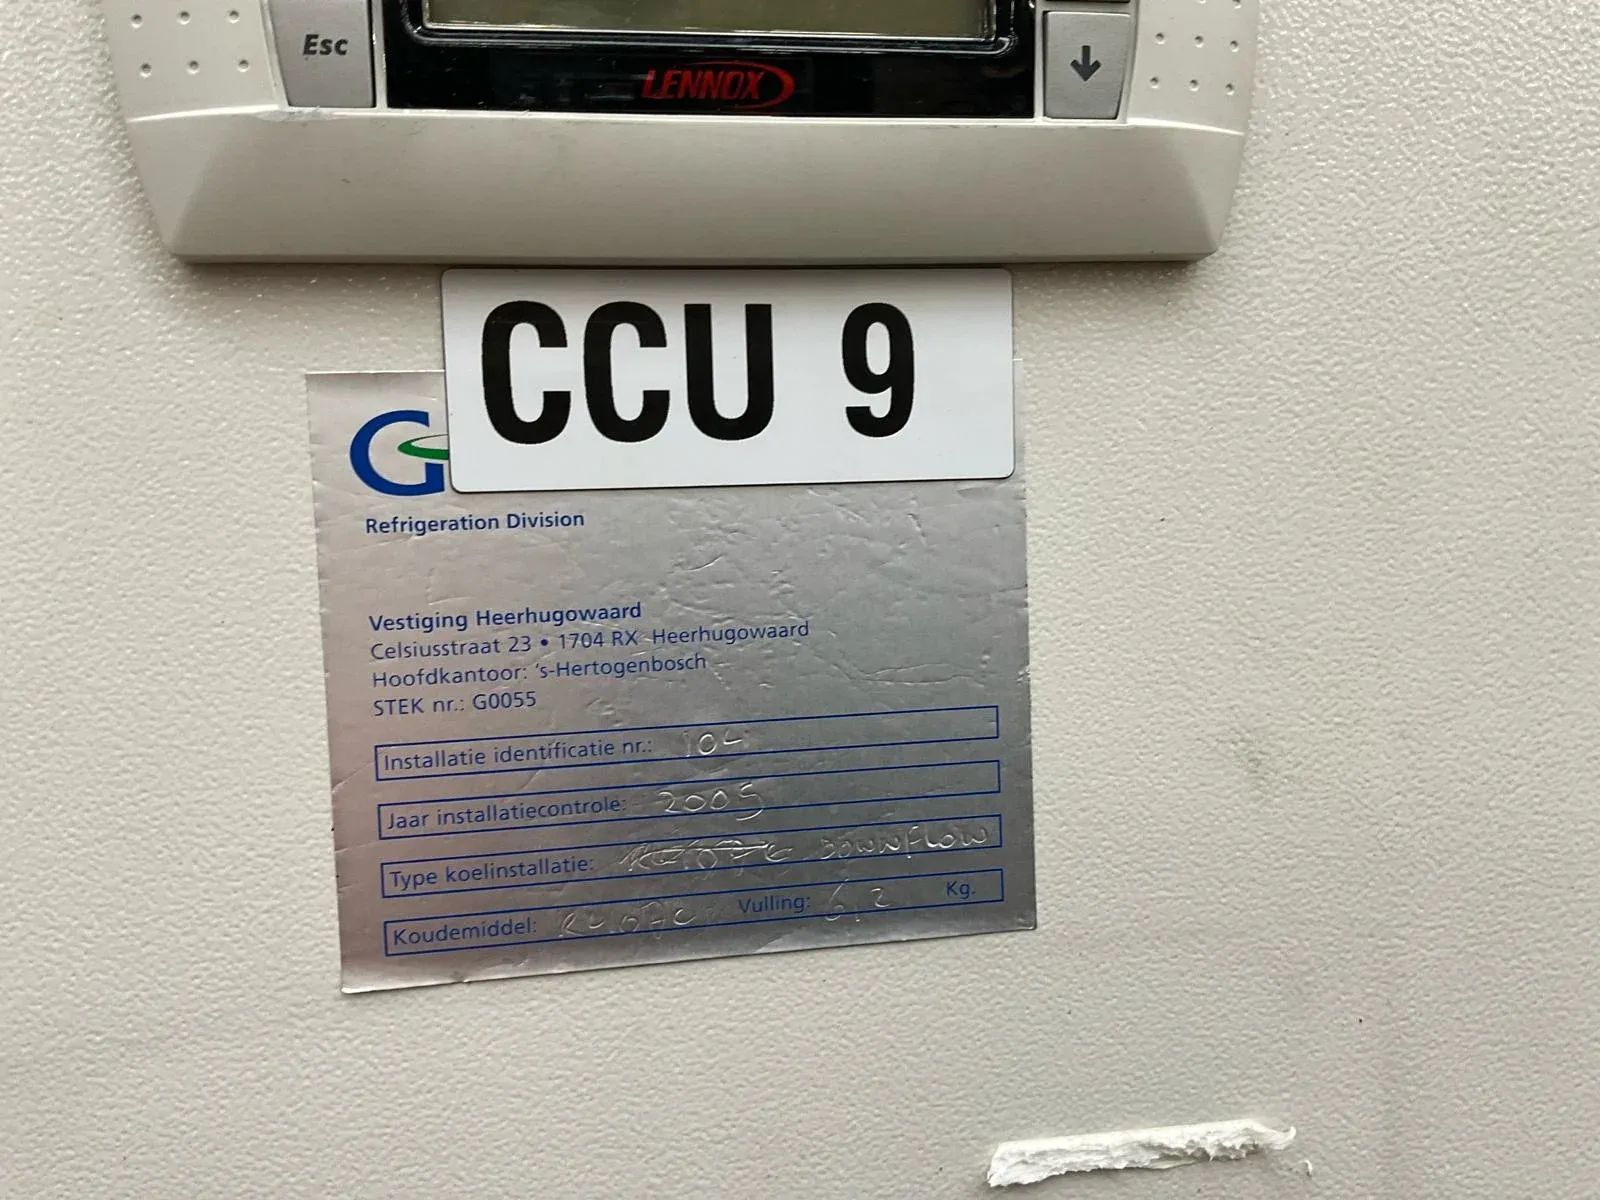 Esc
LENNOX
↓
CCU 9
G
Refrigeration Division
Vestiging Heerhugowaard
Celsiusstraat 23 • 1704 RX Heerhugowaard
Hoofdkantoor: 's-Hertogenbosch
STEK nr.: G0055
Installatie identificatie nr.: 104
Jaar installatiecontrole: 2005
Type koelinstallatie: DOWNFLOW
Koudemiddel: R407C Vulling: 6,2 Kg.